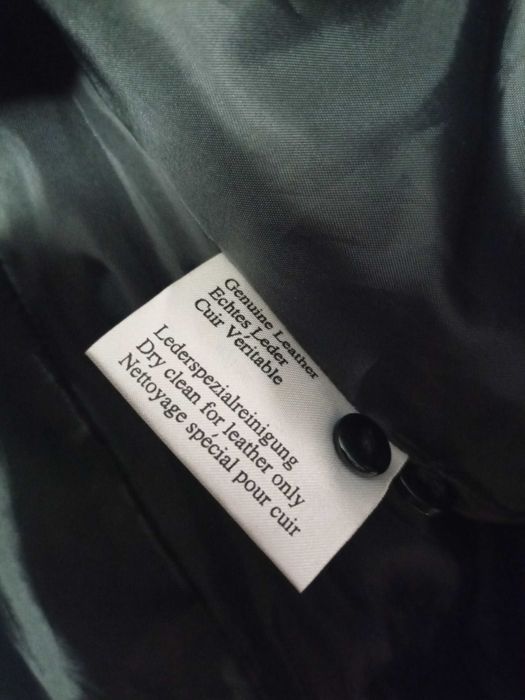 Genuine Leather
Echtes Leder
Cuir Véritable
Lederspezialreinigung
Dry clean for leather only
Nettoyage spécial pour cuir